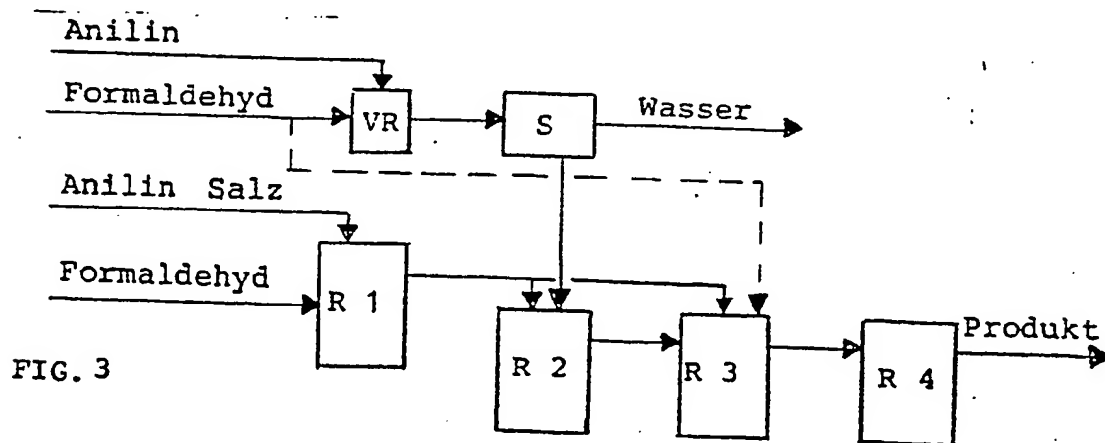 Anilin
Formaldehyd
VR
S
Wasser
Anilin Salz
Formaldehyd
R 1
R 2
R 3
R 4
Produkt
FIG. 3